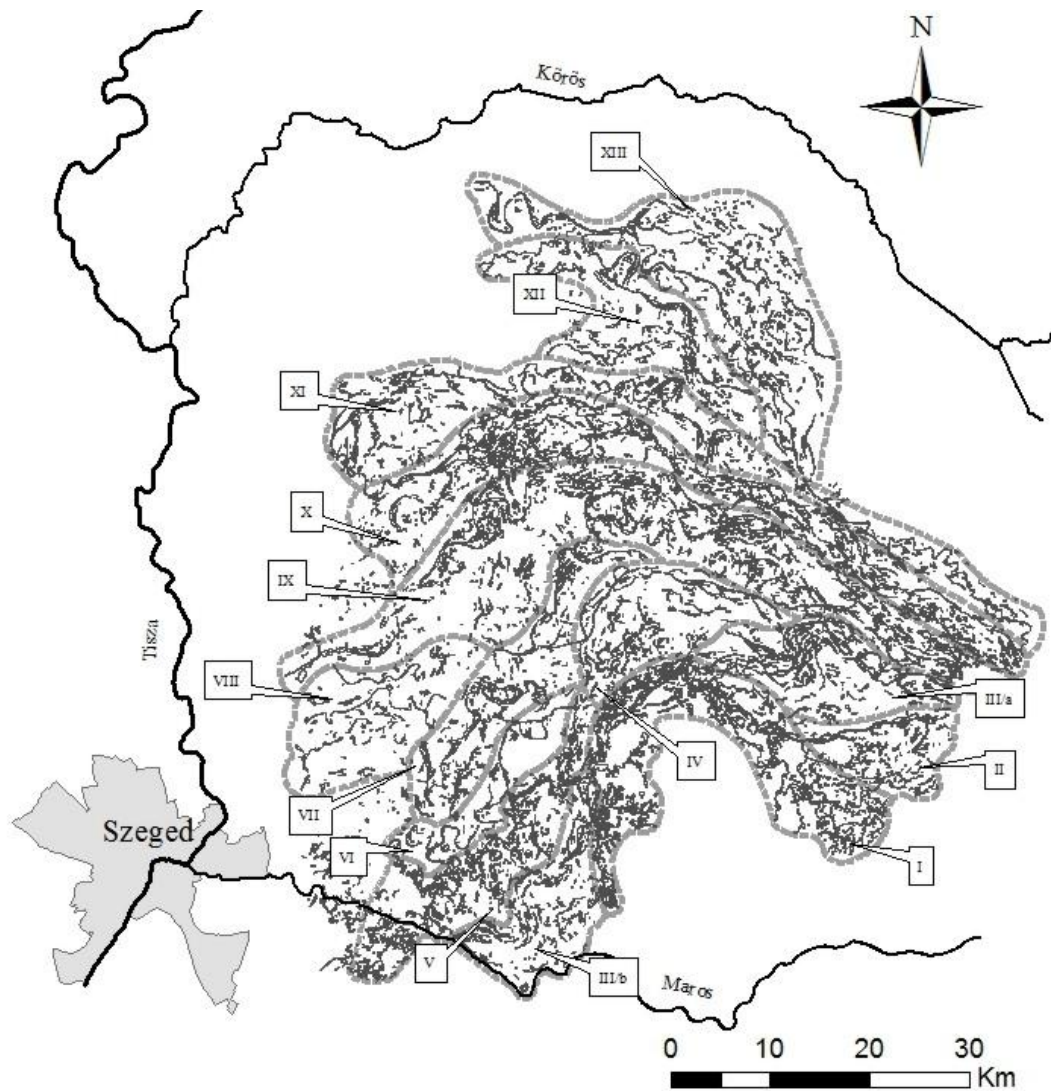 N
Körös
XIII
XII
XI
X
IX
Tisza
VIII
III/a
IV
II
VII
Szeged
VI
I
V
III/b
Maros
0 10 20 30
Km